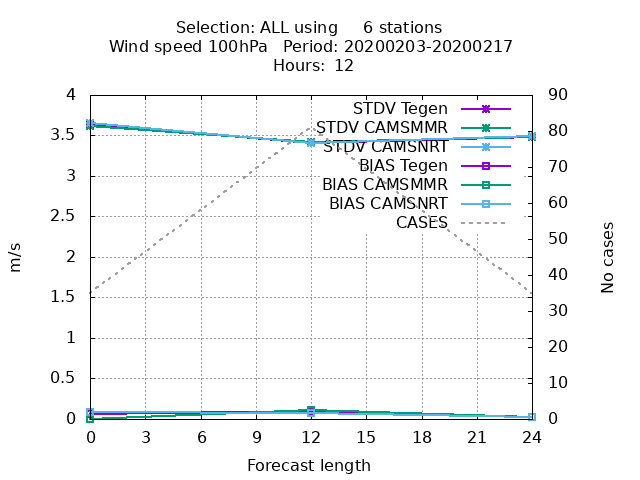 Selection: ALL using 6 stations
Wind speed 100hPa Period: 20200203-20200217
Hours: 12
STDV Tegen
STDV CAMSMMR
STDV CAMSNRT
BIAS Tegen
BIAS CAMSMMR
BIAS CAMSNRT
CASES
4
3.5
3
2.5
2
1.5
1
0.5
0
m/s
90
80
70
60
50
40
30
20
10
0
No cases
0 3 6 9 12 15 18 21 24
Forecast length